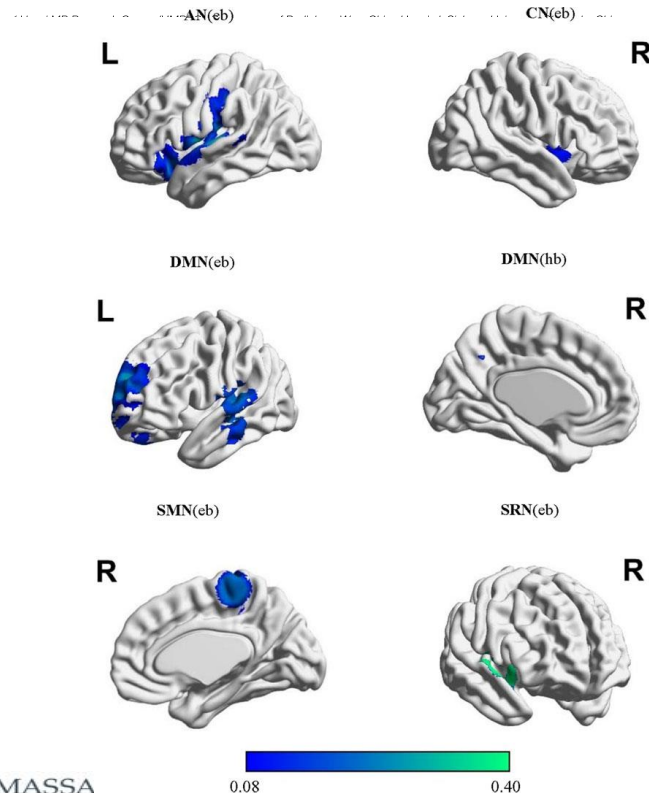 AN(eb) CN(eb)
L R
DMN(eb) DMN(hb)
L R
SMN(eb) SRN(eb)
R R
0.08 0.40
MASSA